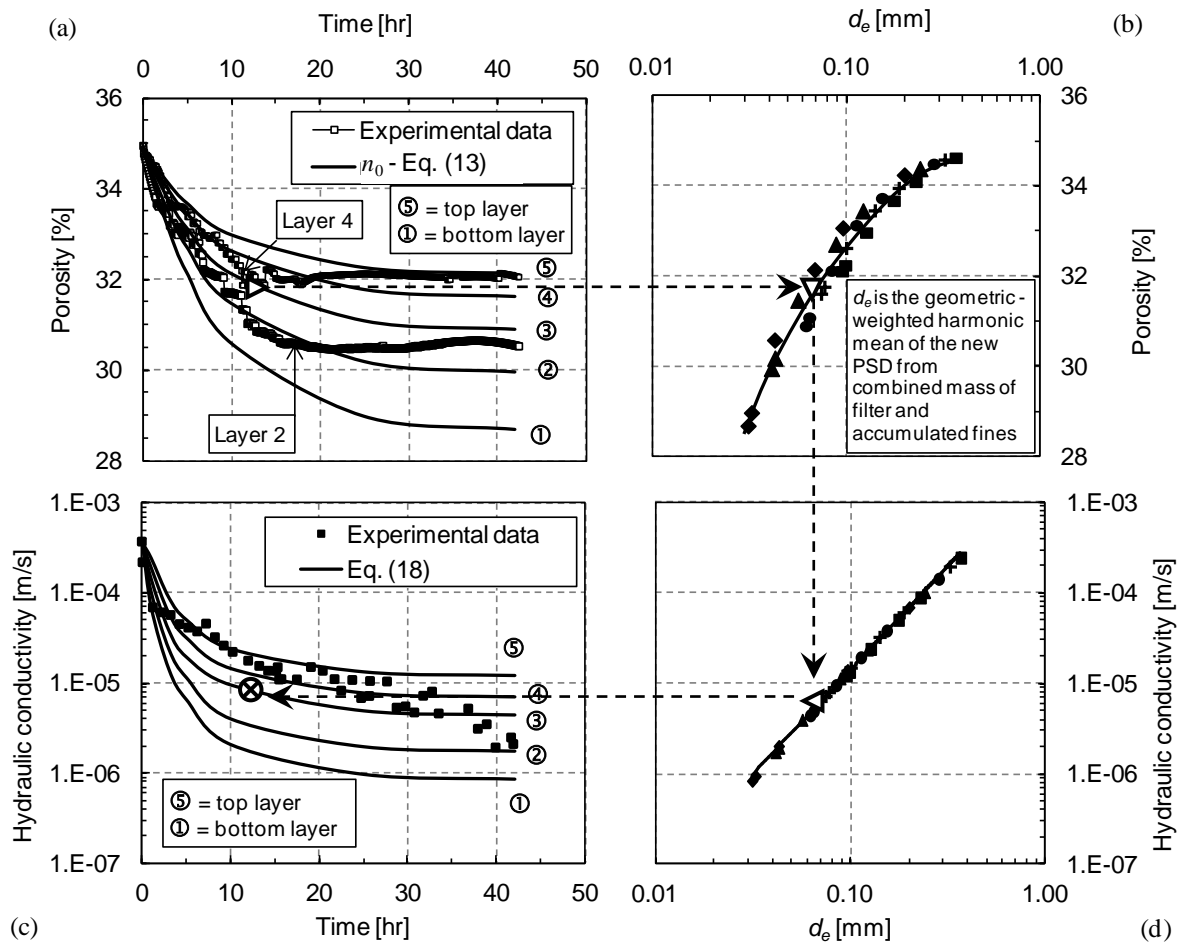 (a)
Time [hr]
0 10 20 30 40 50
36
34
32
30
28
Porosity [%]
Experimental data
n0 - Eq. (13)
⑤ = top layer
① = bottom layer
Layer 4
Layer 2
⑤
④
③
②
①
(b)
de [mm]
0.01 0.10 1.00
36
34
32
30
28
Porosity [%]
de is the geometric -
weighted harmonic
mean of the new
PSD from
combined mass of
filter and
accumulated fines
1.E-03
1.E-04
1.E-05
1.E-06
1.E-07
Hydraulic conductivity [m/s]
Experimental data
Eq. (18)
⑤
④
③
②
①
⑤ = top layer
① = bottom layer
0 10 20 30 40 50
Time [hr]
(c)
1.E-03
1.E-04
1.E-05
1.E-06
1.E-07
Hydraulic conductivity [m/s]
0.01 0.10 1.00
de [mm]
(d)